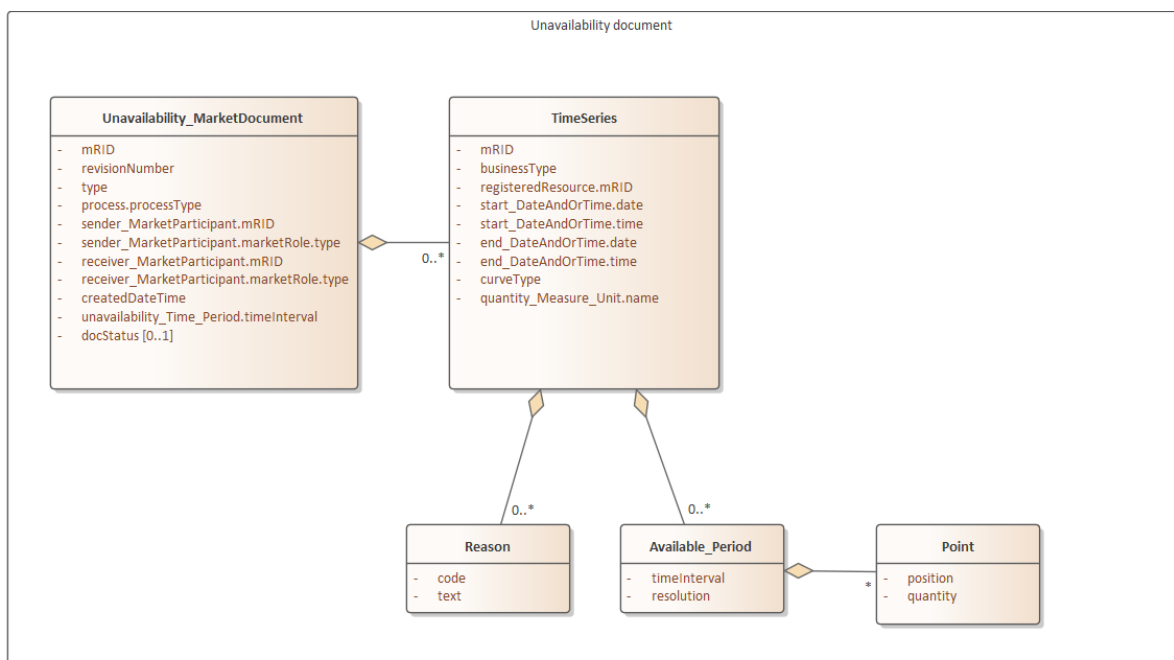 Unavailability document
Unavailability_MarketDocument
- mRID
- revisionNumber
- type
- process.processType
- sender_MarketParticipant.mRID
- sender_MarketParticipant.marketRole.type
- receiver_MarketParticipant.mRID
- receiver_MarketParticipant.marketRole.type
- createdDateTime
- unavailability_Time_Period.timeInterval
- docStatus [0..1]
0..*
TimeSeries
- mRID
- businessType
- registeredResource.mRID
- start_DateAndOrTime.date
- start_DateAndOrTime.time
- end_DateAndOrTime.date
- end_DateAndOrTime.time
- curveType
- quantity_Measure_Unit.name
0..*
0..*
Reason
- code
- text
Available_Period
- timeInterval
- resolution
*
Point
- position
- quantity